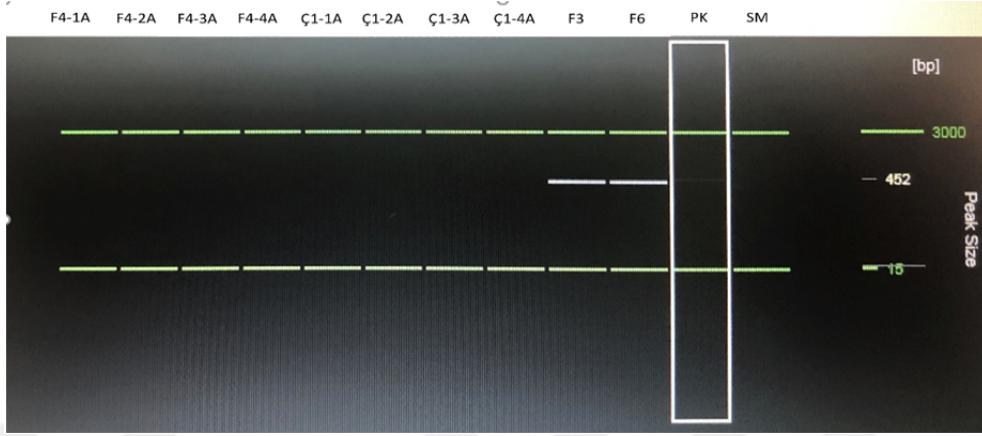 F4-1A F4-2A F4-3A F4-4A Ç1-1A Ç1-2A Ç1-3A Ç1-4A F3 F6 PK SM
[bp]
3000
452
15
Peak Size